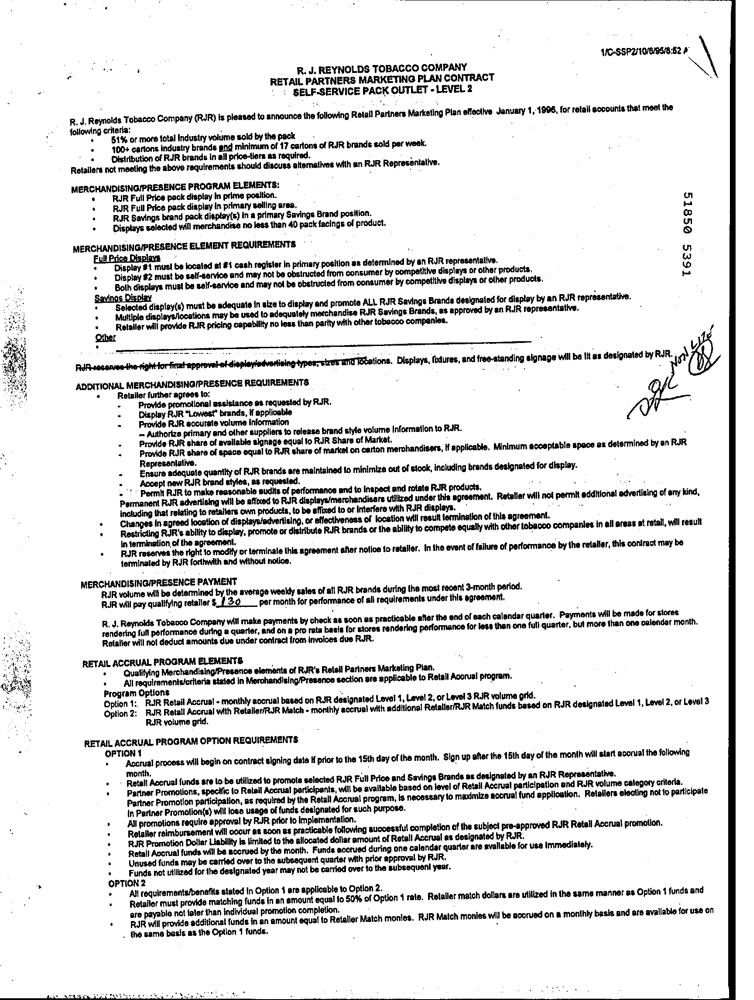 1/C-SSP2/10/6/95/8:52 A
R. J. REYNOLDS TOBACCO COMPANY
RETAIL PARTNERS MARKETING PLAN CONTRACT
SELF-SERVICE PACK OUTLET - LEVEL 2
R. J. Reynolds Tobacco Company (RJR) is pleased to announce the following Retail Partners Marketing Plan effective January 1, 1996, for retail accounts that meet the
following criteria:
• 51% or more total industry volume sold by the pack
• 100+ cartons industry brands and minimum of 17 cartons of RJR brands sold per week.
• Distribution of RJR brands in all price-tiers as required.
Retailers not meeting the above requirements should discuss alternatives with an RJR Representative.
MERCHANDISING/PRESENCE PROGRAM ELEMENTS:
• RJR Full Price pack display in prime position.
• RJR Full Price pack display in primary selling area.
• RJR Savings brand pack display(s) in a primary Savings Brand position.
• Displays selected will merchandise no less than 40 pack facings of product.
51850 5391
MERCHANDISING/PRESENCE ELEMENT REQUIREMENTS
Full Price Displays
• Display #1 must be located at #1 cash register in primary position as determined by an RJR representative.
• Display #2 must be self-service and may not be obstructed from consumer by competitive displays or other products.
• Both displays must be self-service and may not be obstructed from consumer by competitive displays or other products.
Savings Display
• Selected display(s) must be adequate in size to display and promote ALL RJR Savings Brands designated for display by an RJR representative.
• Multiple displays/locations may be used to adequately merchandise RJR Savings Brands, as approved by an RJR representative.
• Retailer will provide RJR pricing capability no less than parity with other tobacco companies.
Other
•
RJR reserves the right for final approval of display/advertising types, sizes and locations. Displays, fixtures, and free-standing signage will be lit as designated by RJR.
ADDITIONAL MERCHANDISING/PRESENCE REQUIREMENTS
• Retailer further agrees to:
• Provide promotional assistance as requested by RJR.
• Display RJR "Lowest" brands, if applicable
• Provide RJR accurate volume information
– Authorize primary and other suppliers to release brand style volume information to RJR.
• Provide RJR share of available signage equal to RJR Share of Market.
• Provide RJR share of space equal to RJR share of market on carton merchandisers, if applicable. Minimum acceptable space as determined by an RJR
Representative.
• Ensure adequate quantity of RJR brands are maintained to minimize out of stock, including brands designated for display.
• Accept new RJR brand styles, as requested.
• Permit RJR to make reasonable audits of performance and to inspect and rotate RJR products.
• Permanent RJR advertising will be affixed to RJR displays/merchandisers utilized under this agreement. Retailer will not permit additional advertising of any kind,
including that relating to retailers own products, to be affixed to or interfere with RJR displays.
• Changes in agreed location of displays/advertising, or effectiveness of location will result termination of this agreement.
• Restricting RJR's ability to display, promote or distribute RJR brands or the ability to compete equally with other tobacco companies in all areas at retail, will result
in termination of the agreement.
• RJR reserves the right to modify or terminate this agreement after notice to retailer. In the event of failure of performance by the retailer, this contract may be
terminated by RJR forthwith and without notice.
MERCHANDISING/PRESENCE PAYMENT
RJR volume will be determined by the average weekly sales of all RJR brands during the most recent 3-month period.
RJR will pay qualifying retailer $ 130 per month for performance of all requirements under this agreement.
R. J. Reynolds Tobacco Company will make payments by check as soon as practicable after the end of each calendar quarter. Payments will be made for stores
rendering full performance during a quarter, and on a pro rata basis for stores rendering performance for less than one full quarter, but more than one calendar month.
Retailer will not deduct amounts due under contract from invoices due RJR.
RETAIL ACCRUAL PROGRAM ELEMENTS
• Qualifying Merchandising/Presence elements of RJR's Retail Partners Marketing Plan.
• All requirements/criteria stated in Merchandising/Presence section are applicable to Retail Accrual program.
Program Options
Option 1: RJR Retail Accrual - monthly accrual based on RJR designated Level 1, Level 2, or Level 3 RJR volume grid.
Option 2: RJR Retail Accrual with Retailer/RJR Match - monthly accrual with additional Retailer/RJR Match funds based on RJR designated Level 1, Level 2, or Level 3
RJR volume grid.
RETAIL ACCRUAL PROGRAM OPTION REQUIREMENTS
OPTION 1
• Accrual process will begin on contract signing date if prior to the 15th day of the month. Sign up after the 15th day of the month will start accrual the following
month.
• Retail Accrual funds are to be utilized to promote selected RJR Full Price and Savings Brands as designated by an RJR Representative.
• Partner Promotions, specific to Retail Accrual participants, will be available based on level of Retail Accrual participation and RJR volume category criteria.
• Partner Promotion participation, as required by the Retail Accrual program, is necessary to maximize accrual fund application. Retailers electing not to participate
in Partner Promotion(s) will lose usage of funds designated for such purpose.
• All promotions require approval by RJR prior to implementation.
• Retailer reimbursement will occur as soon as practicable following successful completion of the subject pre-approved RJR Retail Accrual promotion.
• RJR Promotion Dollar Liability is limited to the allocated dollar amount of Retail Accrual as designated by RJR.
• Retail Accrual funds will be accrued by the month. Funds accrued during one calendar quarter are available for use immediately.
• Unused funds may be carried over to the subsequent quarter with prior approval by RJR.
• Funds not utilized for the designated year may not be carried over to the subsequent year.
OPTION 2
• All requirements/benefits stated in Option 1 are applicable to Option 2.
• Retailer must provide matching funds in an amount equal to 50% of Option 1 rate. Retailer match dollars are utilized in the same manner as Option 1 funds and
are payable not later than individual promotion completion.
• RJR will provide additional funds in an amount equal to Retailer Match monies. RJR Match monies will be accrued on a monthly basis and are available for use on
the same basis as the Option 1 funds.